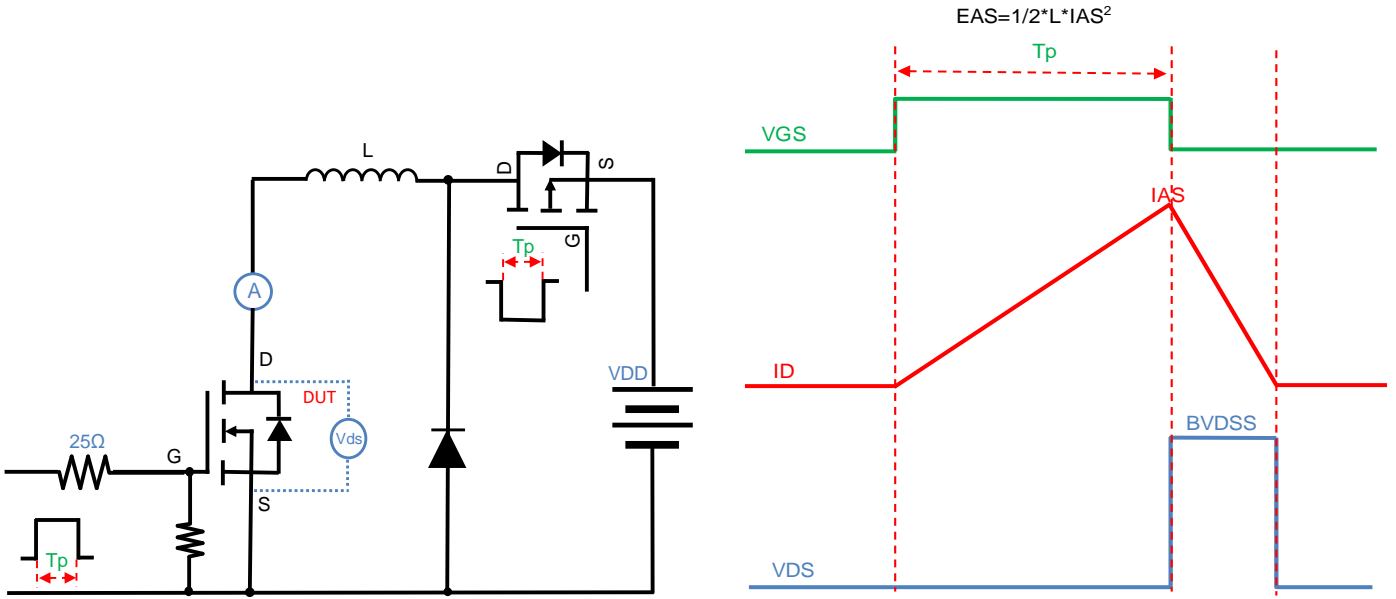 EAS=1/2*L*IAS²
Tp
VGS
L
D
S
G
Tp
IAS
A
D
VDD
ID
DUT
BVDSS
25Ω
G
Vds
S
Tp
VDS